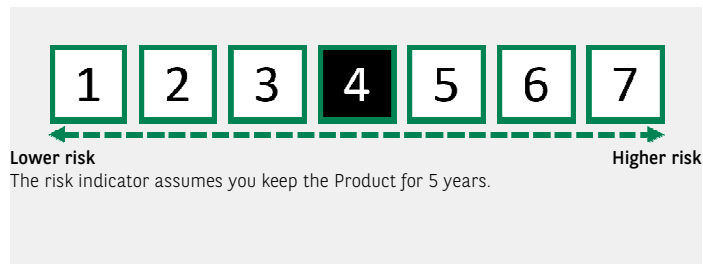 1 2 3 4 5 6 7
Lower risk Higher risk
The risk indicator assumes you keep the Product for 5 years.